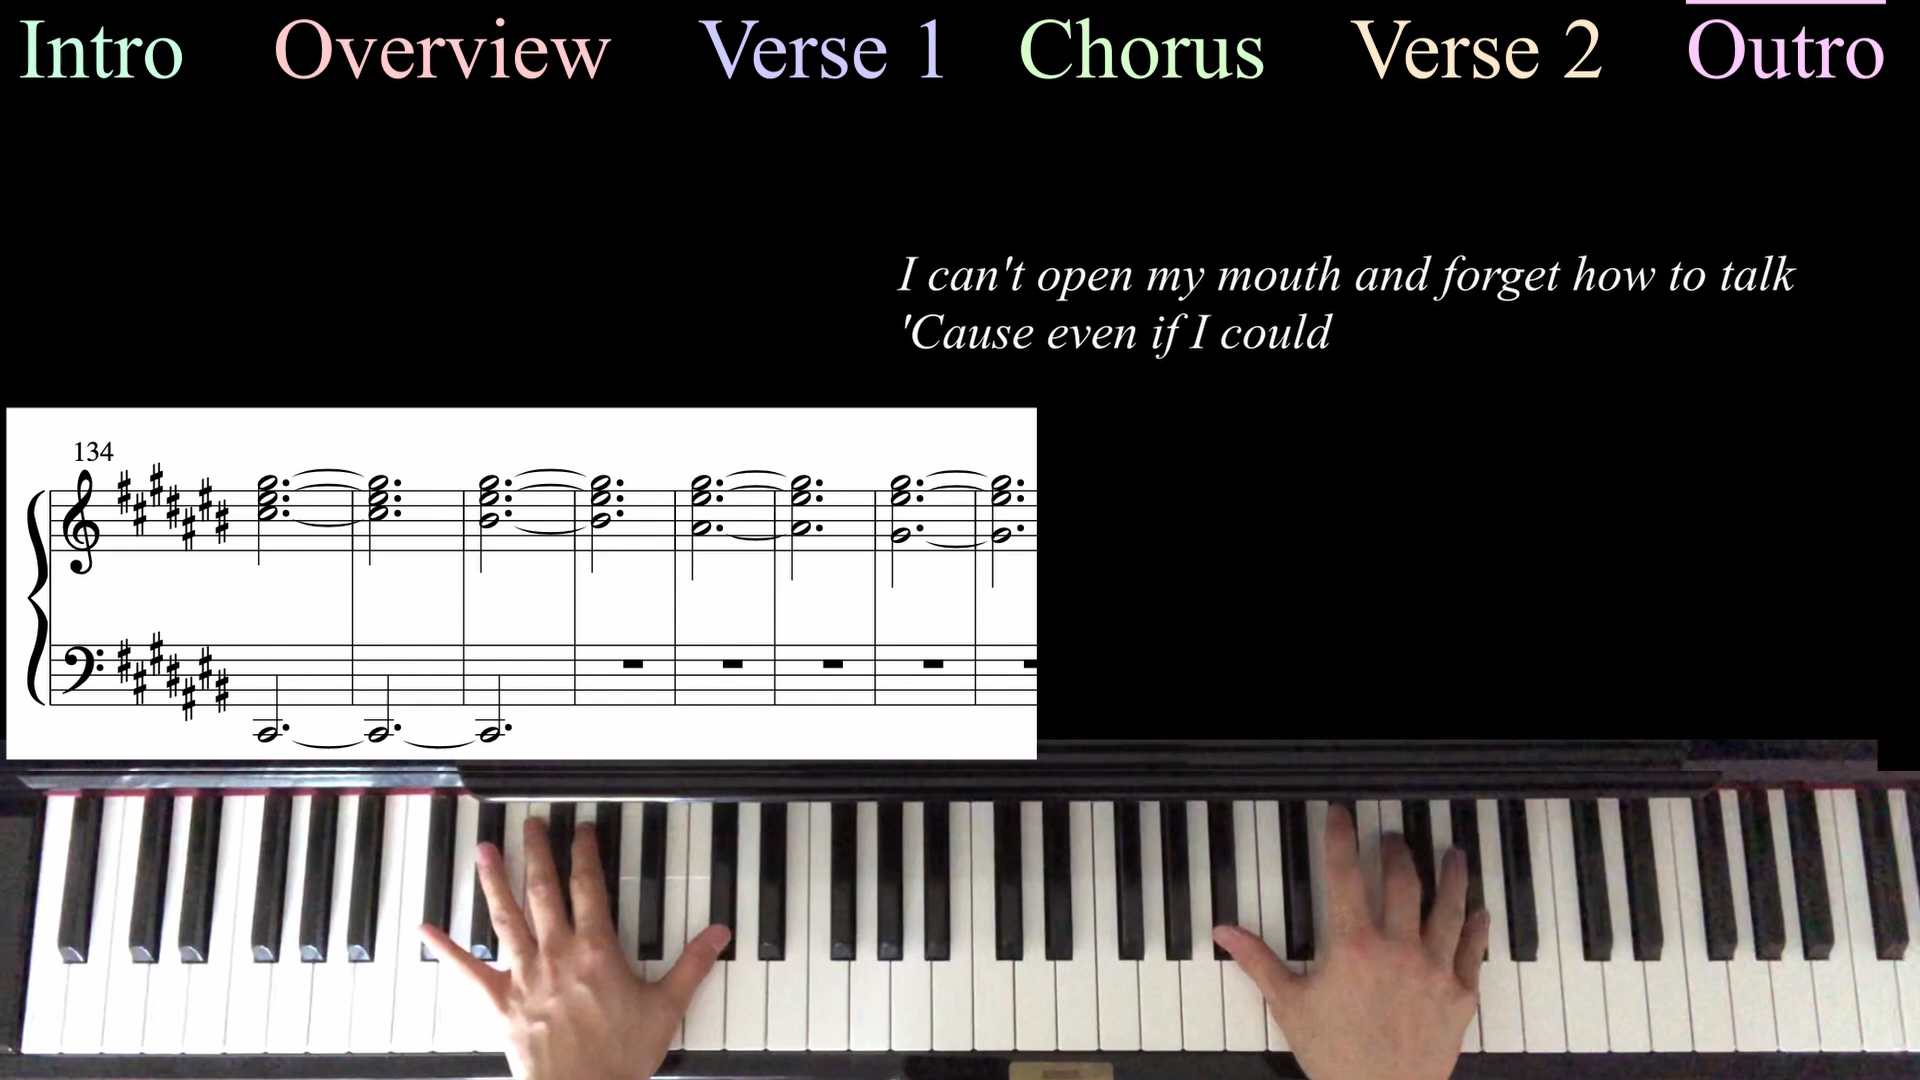 Intro Overview Verse 1 Chorus Verse 2 Outro
I can't open my mouth and forget how to talk
'Cause even if I could
134